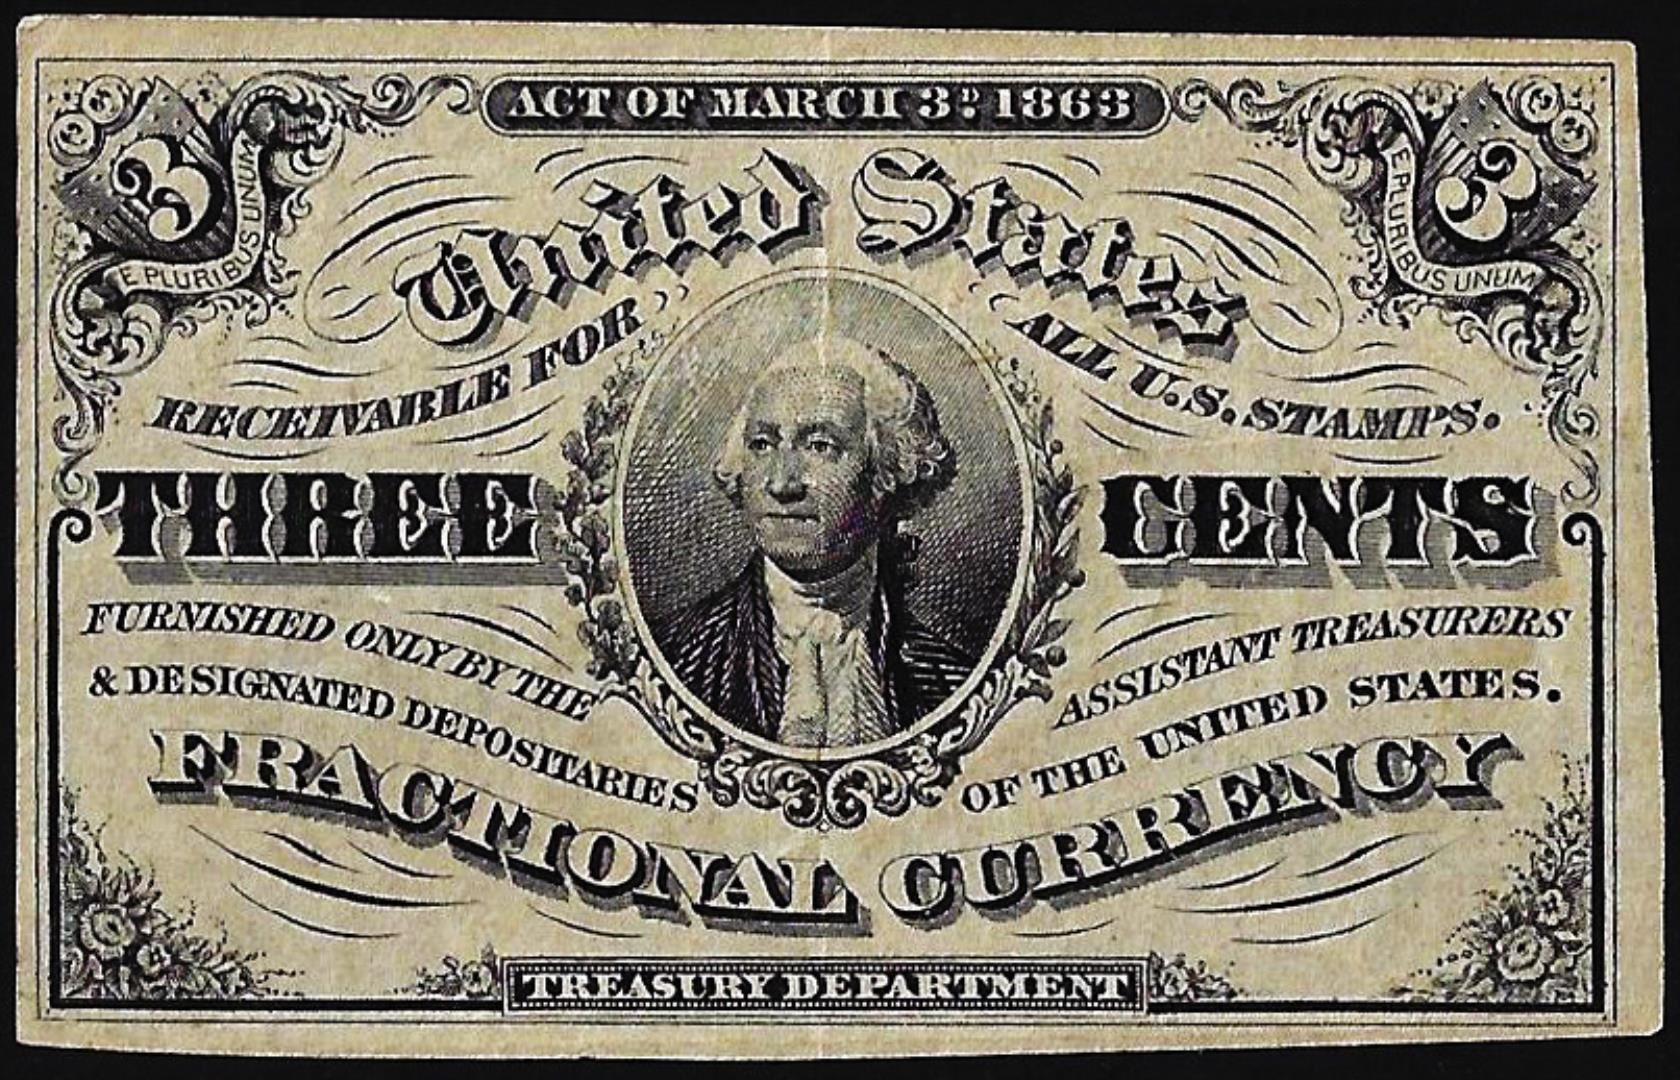 ACT OF MARCH 3D. 1863
3 3
E PLURIBUS UNUM E PLURIBUS UNUM
United States
RECEIVABLE FOR ALL U.S. STAMPS.
THREE CENTS
FURNISHED ONLY BY THE ASSISTANT TREASURERS
& DESIGNATED DEPOSITARIES OF THE UNITED STATES.
FRACTIONAL CURRENCY
TREASURY DEPARTMENT